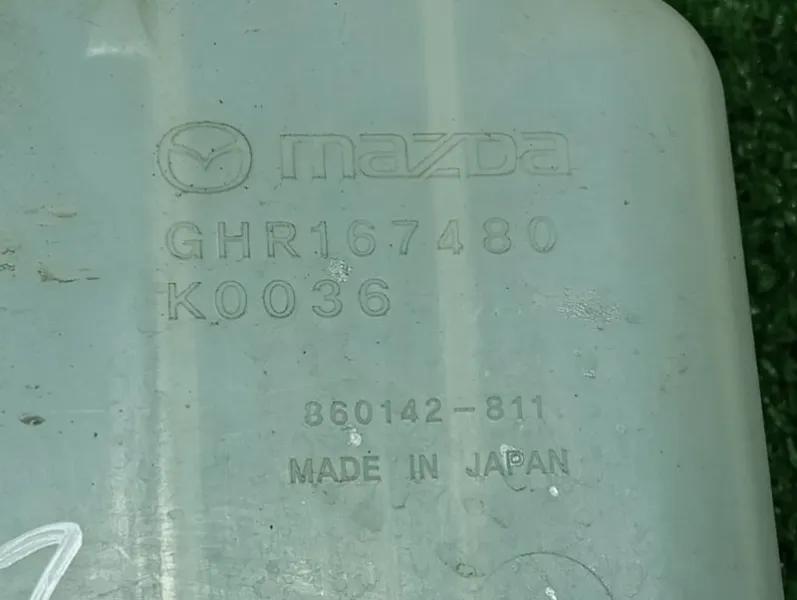 mazda
GHR167480
K0036
860142-811
MADE IN JAPAN